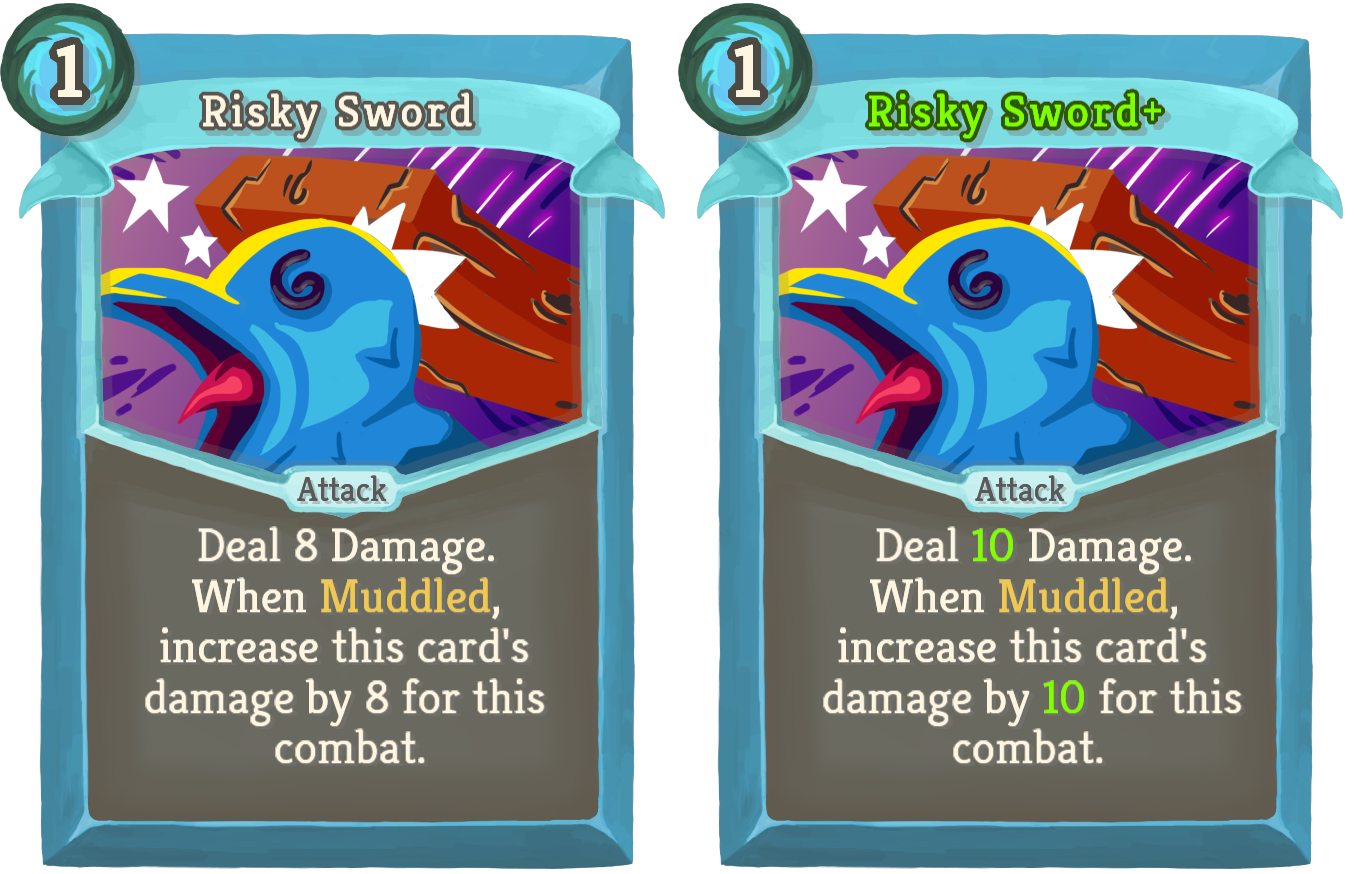 1
Risky Sword
Attack
Deal 8 Damage.
When Muddled,
increase this card's
damage by 8 for this
combat.
1
Risky Sword+
Attack
Deal 10 Damage.
When Muddled,
increase this card's
damage by 10 for this
combat.